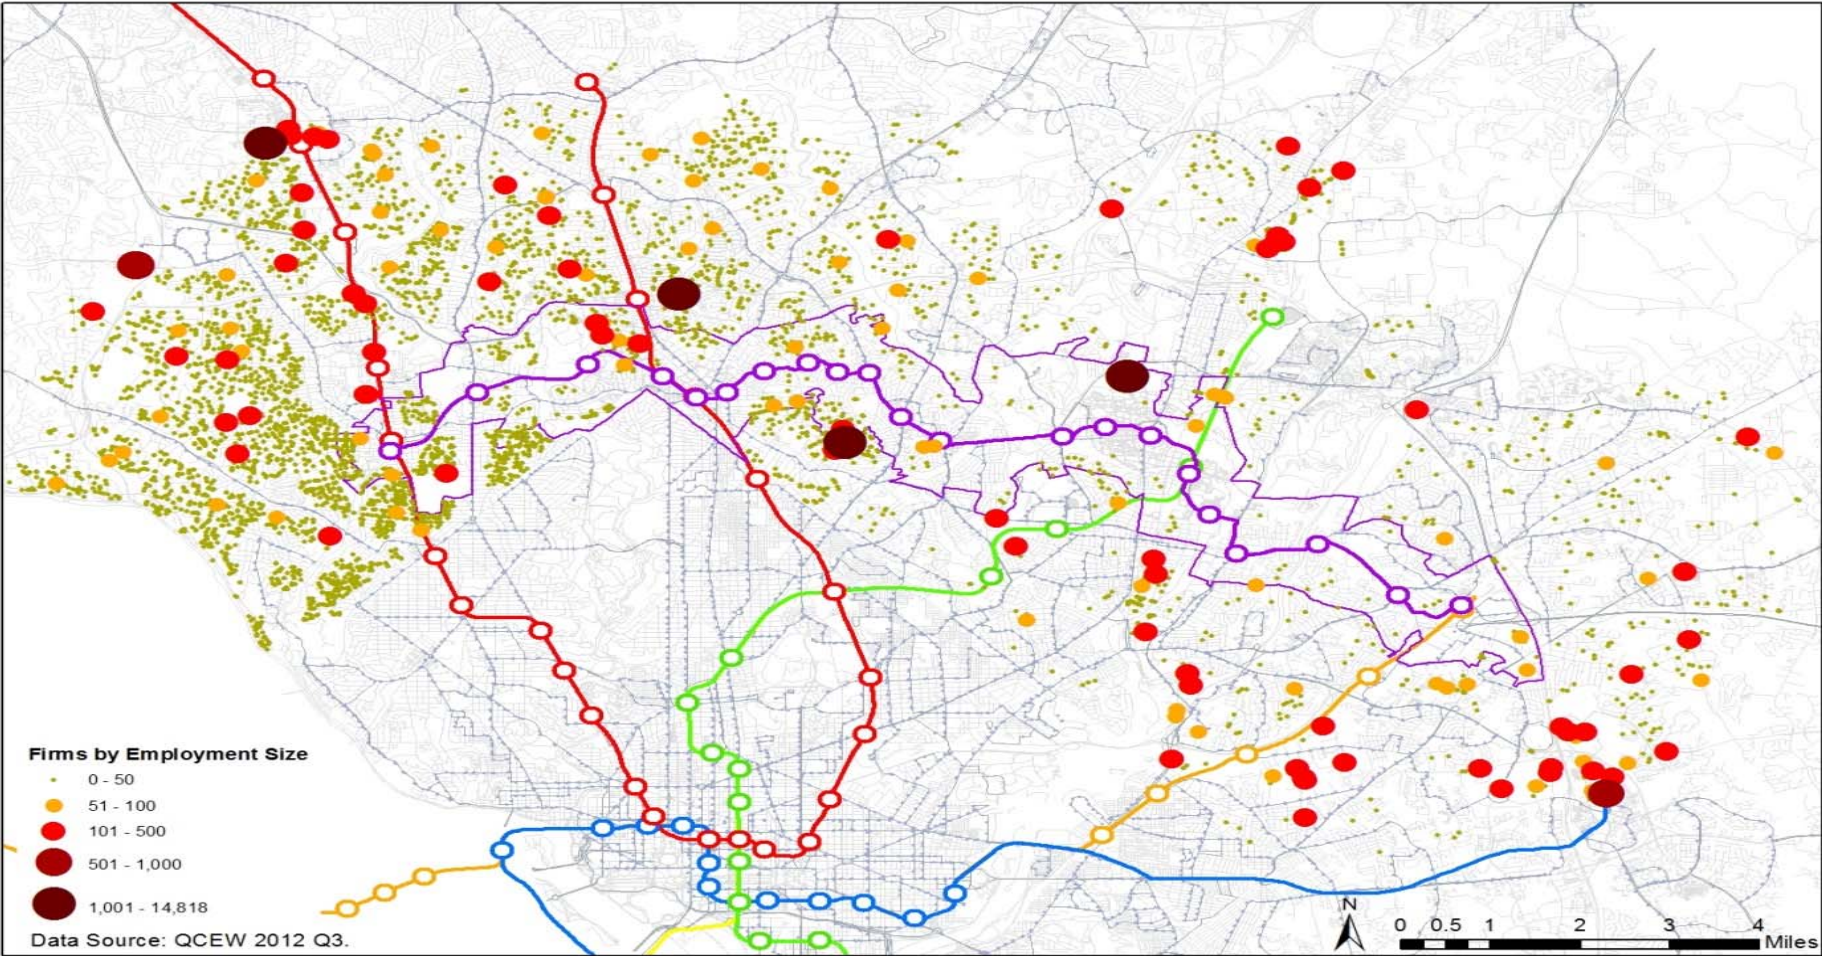 Firms by Employment Size
0 - 50
51 - 100
101 - 500
501 - 1,000
1,001 - 14,818
Data Source: QCEW 2012 Q3.
N
0 0.5 1 2 3 4
Miles